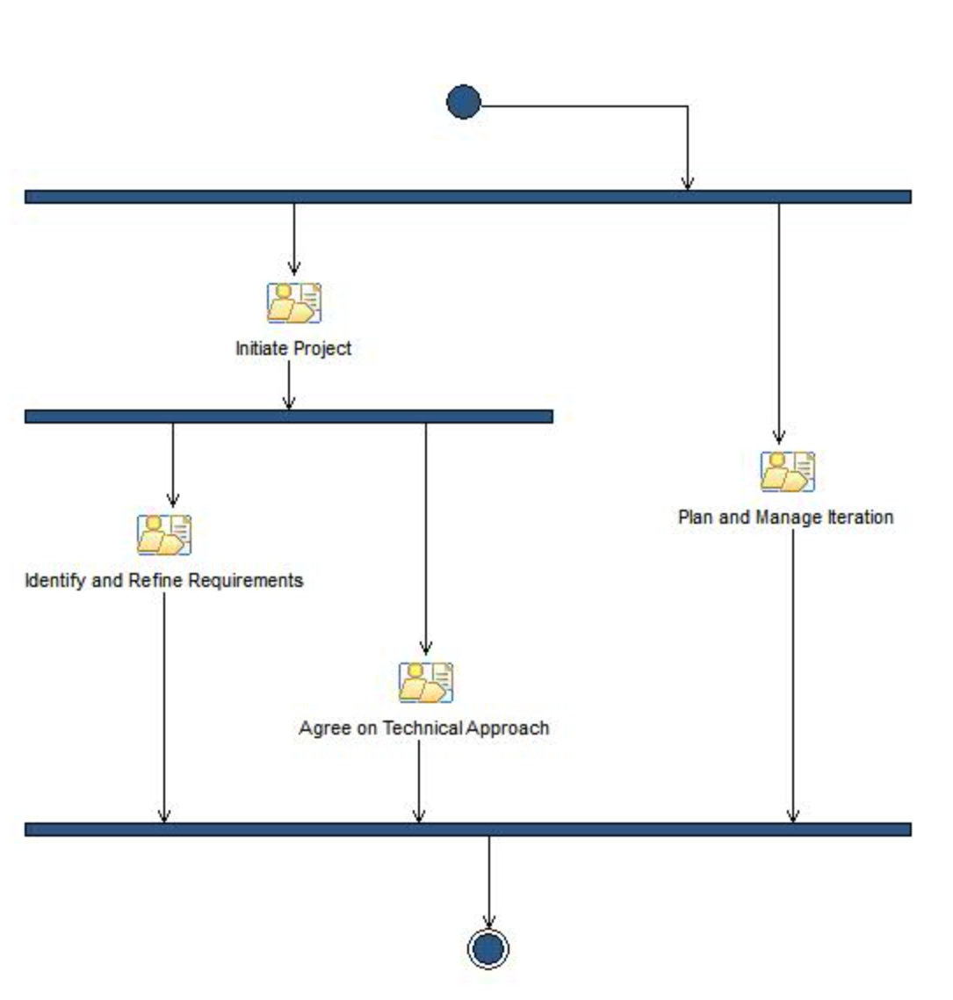 Initiate Project
Plan and Manage Iteration
Identify and Refine Requirements
Agree on Technical Approach